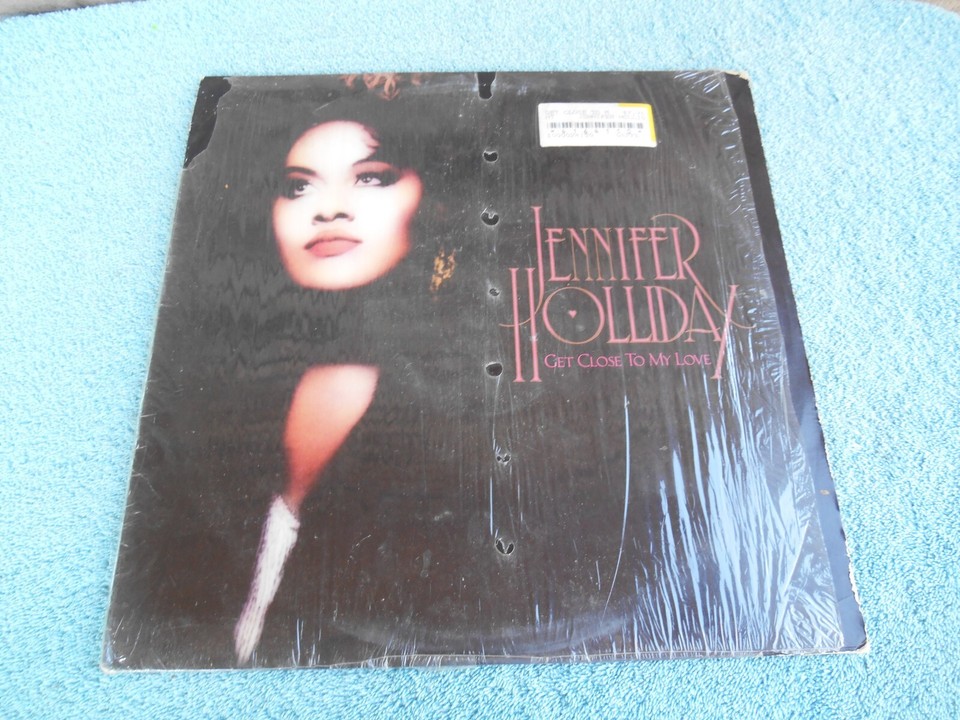 JENNIFER
HOLLIDAY
GET CLOSE TO MY LOVE